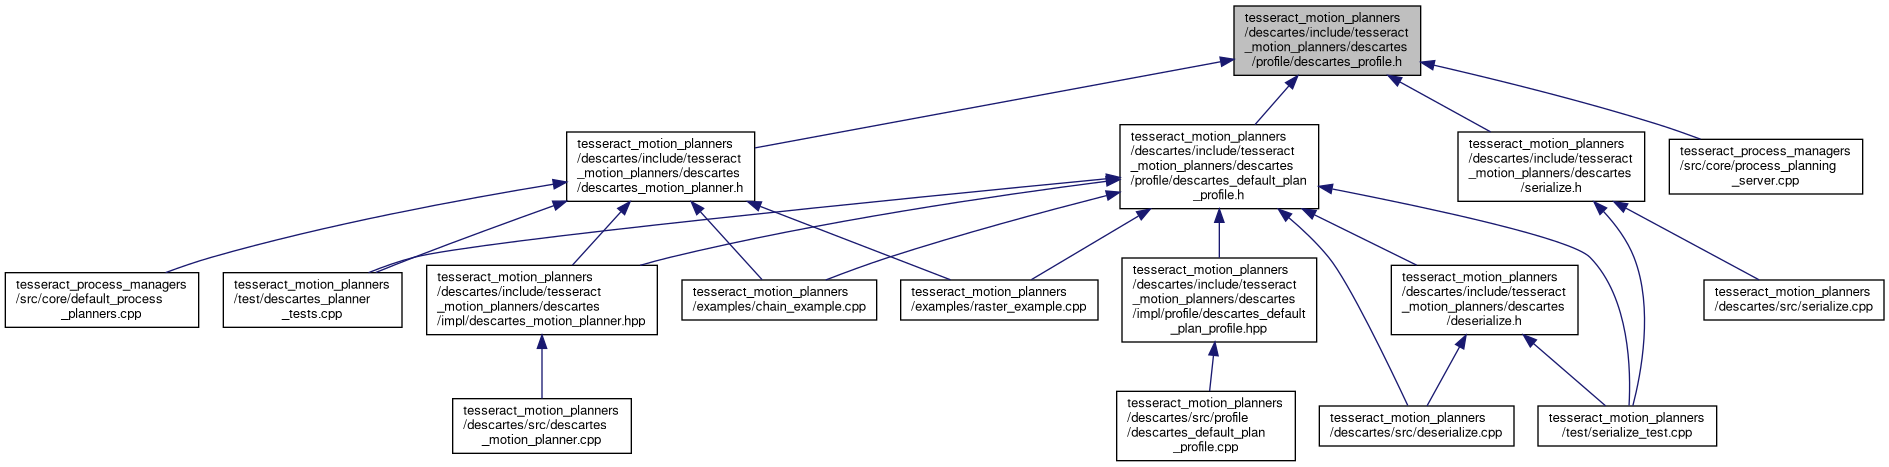 tesseract_motion_planners
/descartes/include/tesseract
_motion_planners/descartes
/profile/descartes_profile.h
tesseract_motion_planners
/descartes/include/tesseract
_motion_planners/descartes
/descartes_motion_planner.h
tesseract_motion_planners
/descartes/include/tesseract
_motion_planners/descartes
/profile/descartes_default_plan
_profile.h
tesseract_motion_planners
/descartes/include/tesseract
_motion_planners/descartes
/serialize.h
tesseract_process_managers
/src/core/process_planning
_server.cpp
tesseract_process_managers
/src/core/default_process
_planners.cpp
tesseract_motion_planners
/test/descartes_planner
_tests.cpp
tesseract_motion_planners
/descartes/include/tesseract
_motion_planners/descartes
/impl/descartes_motion_planner.hpp
tesseract_motion_planners
/examples/chain_example.cpp
tesseract_motion_planners
/examples/raster_example.cpp
tesseract_motion_planners
/descartes/include/tesseract
_motion_planners/descartes
/impl/profile/descartes_default
_plan_profile.hpp
tesseract_motion_planners
/descartes/include/tesseract
_motion_planners/descartes
/deserialize.h
tesseract_motion_planners
/descartes/src/serialize.cpp
tesseract_motion_planners
/descartes/src/descartes
_motion_planner.cpp
tesseract_motion_planners
/descartes/src/profile
/descartes_default_plan
_profile.cpp
tesseract_motion_planners
/descartes/src/deserialize.cpp
tesseract_motion_planners
/test/serialize_test.cpp